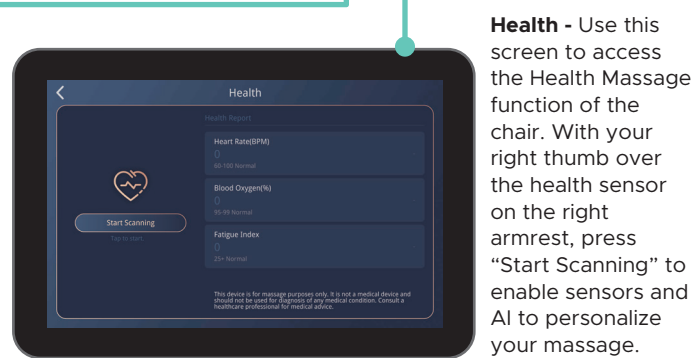 Health
Health Report
Heart Rate(BPM)
0
60-100 Normal
Blood Oxygen(%)
0
95-99 Normal
Fatigue Index
0
25+ Normal
Start Scanning
Tap to start.
This device is for massage purposes only. It is not a medical device and
should not be used for diagnosis of any medical condition. Consult a
healthcare professional for medical advice.
Health - Use this
screen to access
the Health Massage
function of the
chair. With your
right thumb over
the health sensor
on the right
armrest, press
“Start Scanning” to
enable sensors and
AI to personalize
your massage.